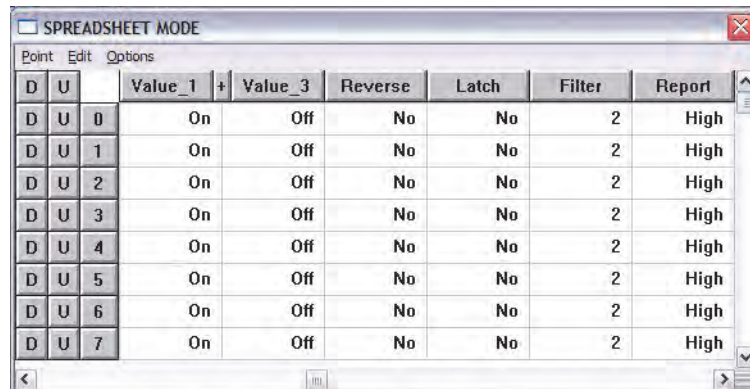 SPREADSHEET MODE
Point Edit Options
D U Value_1 + Value_3 Reverse Latch Filter Report
D U 0 On Off No No 2 High
D U 1 On Off No No 2 High
D U 2 On Off No No 2 High
D U 3 On Off No No 2 High
D U 4 On Off No No 2 High
D U 5 On Off No No 2 High
D U 6 On Off No No 2 High
D U 7 On Off No No 2 High